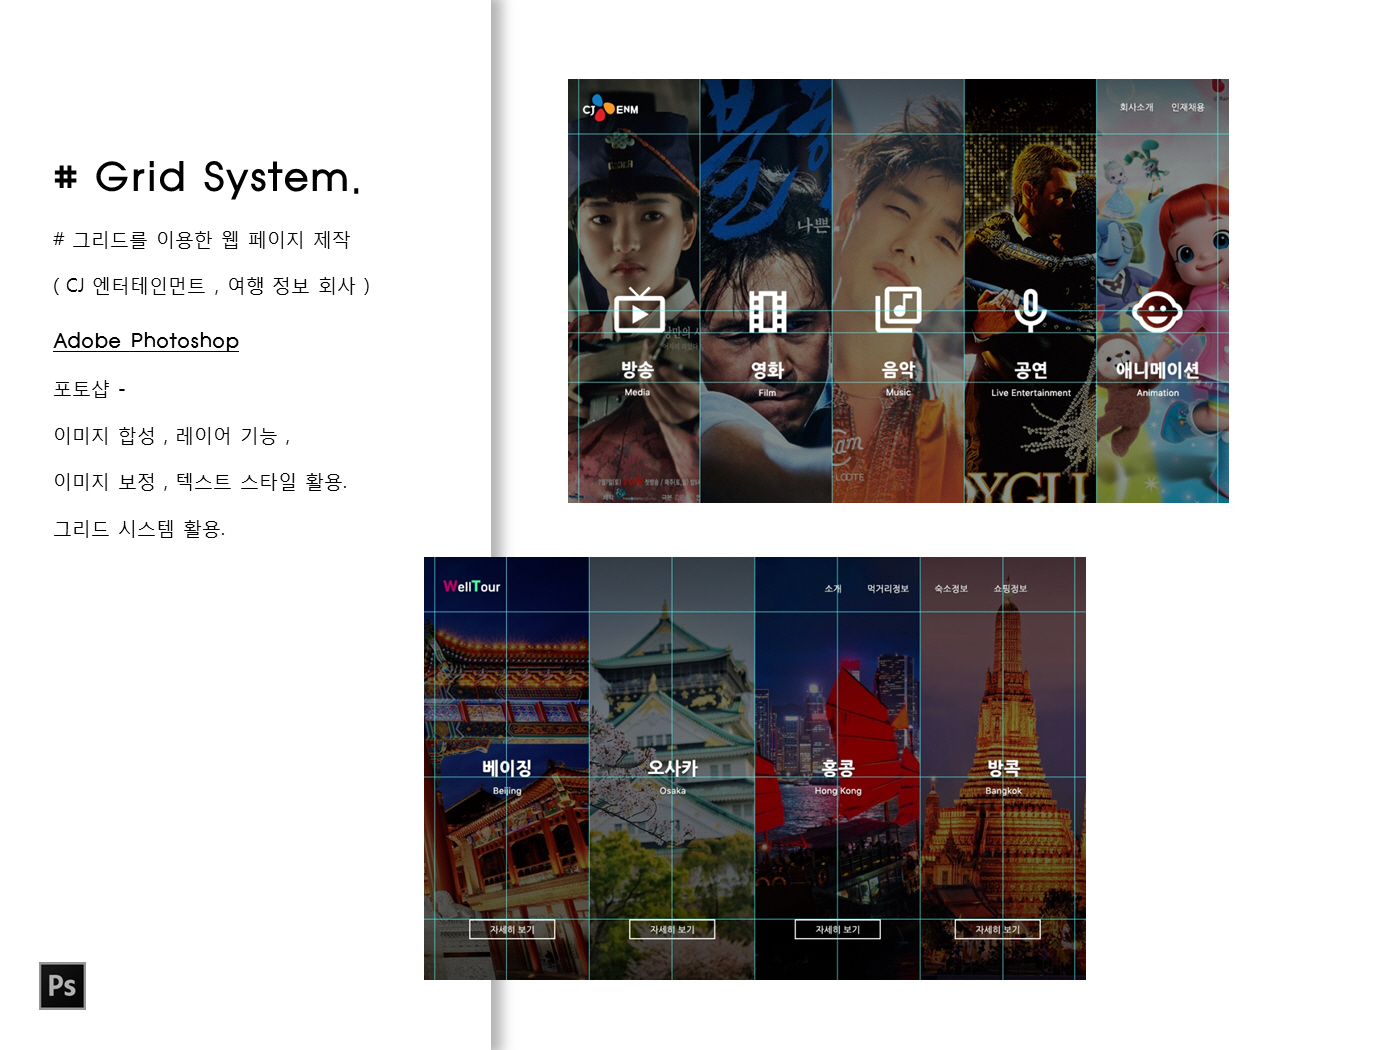 # Grid System.
# 그리드를 이용한 웹 페이지 제작
( CJ 엔터테인먼트 , 여행 정보 회사 )
Adobe Photoshop
포토샵 -
이미지 합성 , 레이어 기능 ,
이미지 보정 , 텍스트 스타일 활용.
그리드 시스템 활용.
Ps
CJ ENM
회사소개 인재채용
나쁜
방송 영화 음악 공연 애니메이션
Media Film Music Live Entertainment Animation
WellTour
소개 먹거리정보 숙소정보 쇼핑정보
베이징 오사카 홍콩 방콕
Beijing Osaka Hong Kong Bangkok
자세히 보기 자세히 보기 자세히 보기 자세히 보기